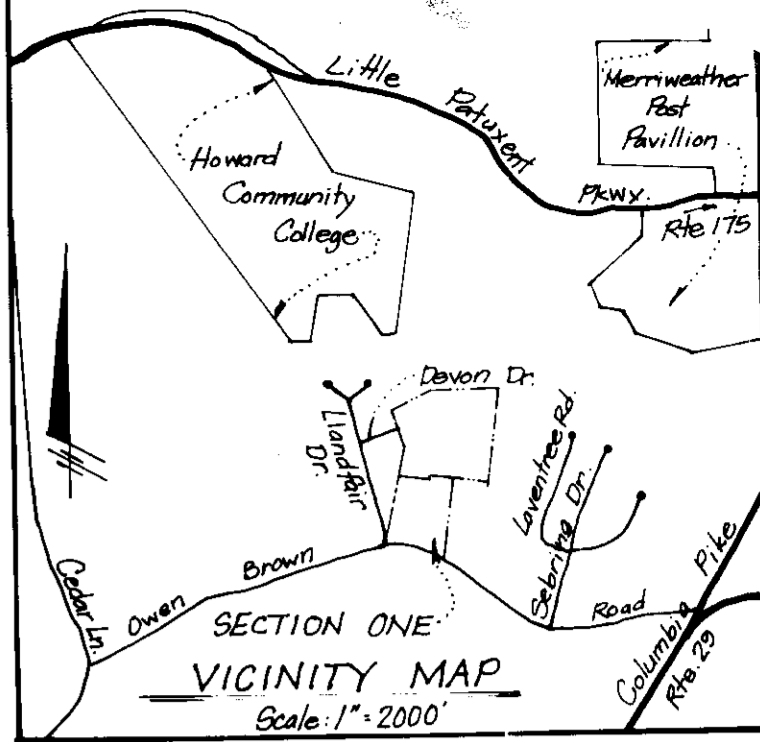 Little
Patuxent
Pkwy.
Merriweather
Post
Pavillion
Rte 175
Howard
Community
College
Devon Dr.
Llandfair
Dr.
Laventree Rd.
Sebring Dr.
Cedar Ln.
Owen
Brown
Road
Columbia Pike
Rte. 29
SECTION ONE
VICINITY MAP
Scale: 1" = 2000'